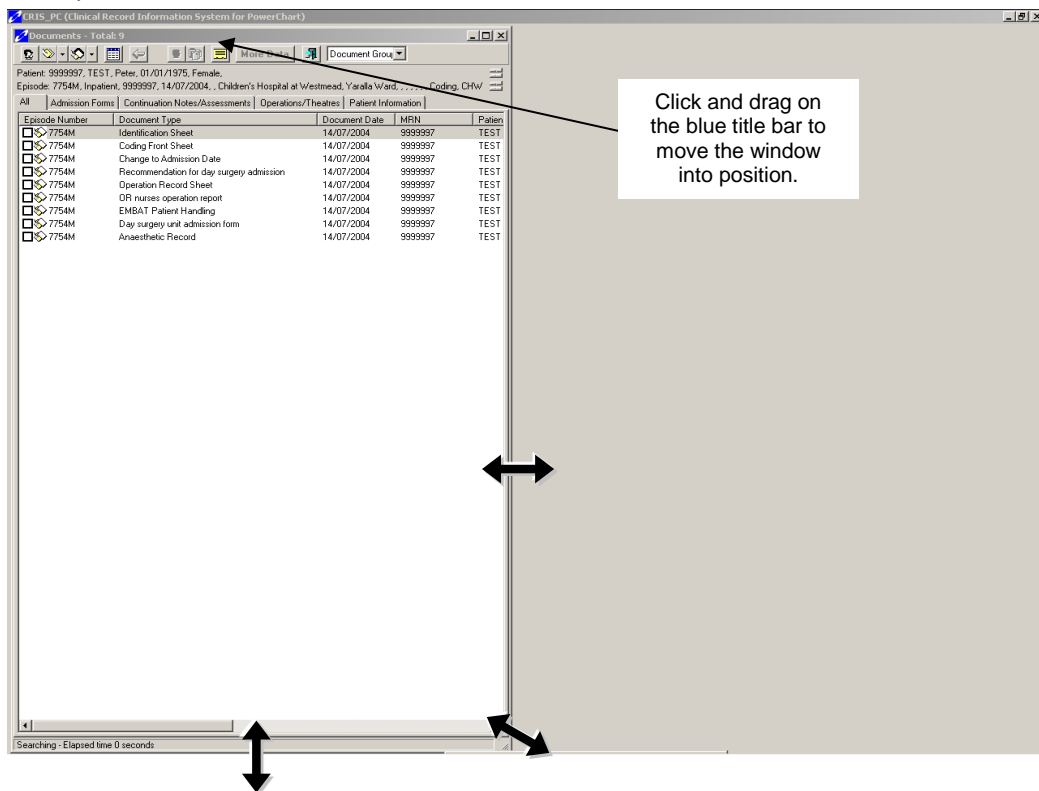 CRIS_PC (Clinical Record Information System for PowerChart)
Documents - Total: 9
More Data
Document Grou
Patient: 9999997, TEST, Peter, 01/01/1975, Female,
Episode: 7754M, Inpatient, 9999997, 14/07/2004, , Children's Hospital at Westmead, Yaralla Ward, , , , , , Coding, CHW
All Admission Forms Continuation Notes/Assessments Operations/Theatres Patient Information
Episode Number Document Type Document Date MRN Patien
7754M Identification Sheet 14/07/2004 9999997 TEST
7754M Coding Front Sheet 14/07/2004 9999997 TEST
7754M Change to Admission Date 14/07/2004 9999997 TEST
7754M Recommendation for day surgery admission 14/07/2004 9999997 TEST
7754M Operation Record Sheet 14/07/2004 9999997 TEST
7754M OR nurses operation report 14/07/2004 9999997 TEST
7754M EMBAT Patient Handling 14/07/2004 9999997 TEST
7754M Day surgery unit admission form 14/07/2004 9999997 TEST
7754M Anaesthetic Record 14/07/2004 9999997 TEST
Click and drag on
the blue title bar to
move the window
into position.
Searching - Elapsed time 0 seconds